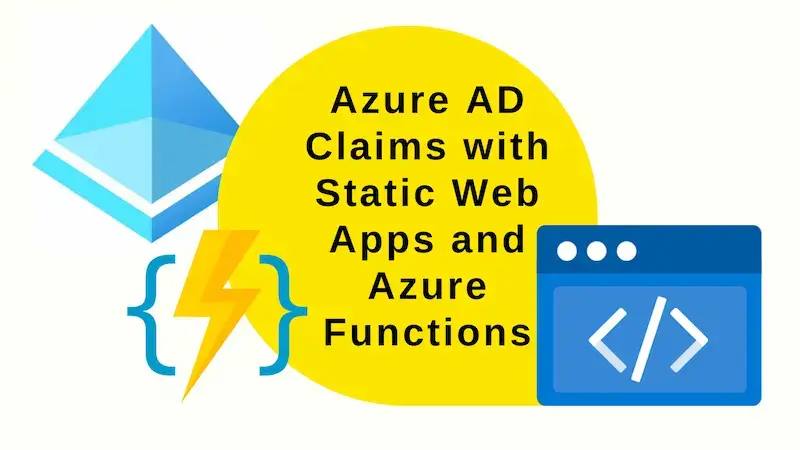 Azure AD
Claims with
Static Web
Apps and
Azure
Functions